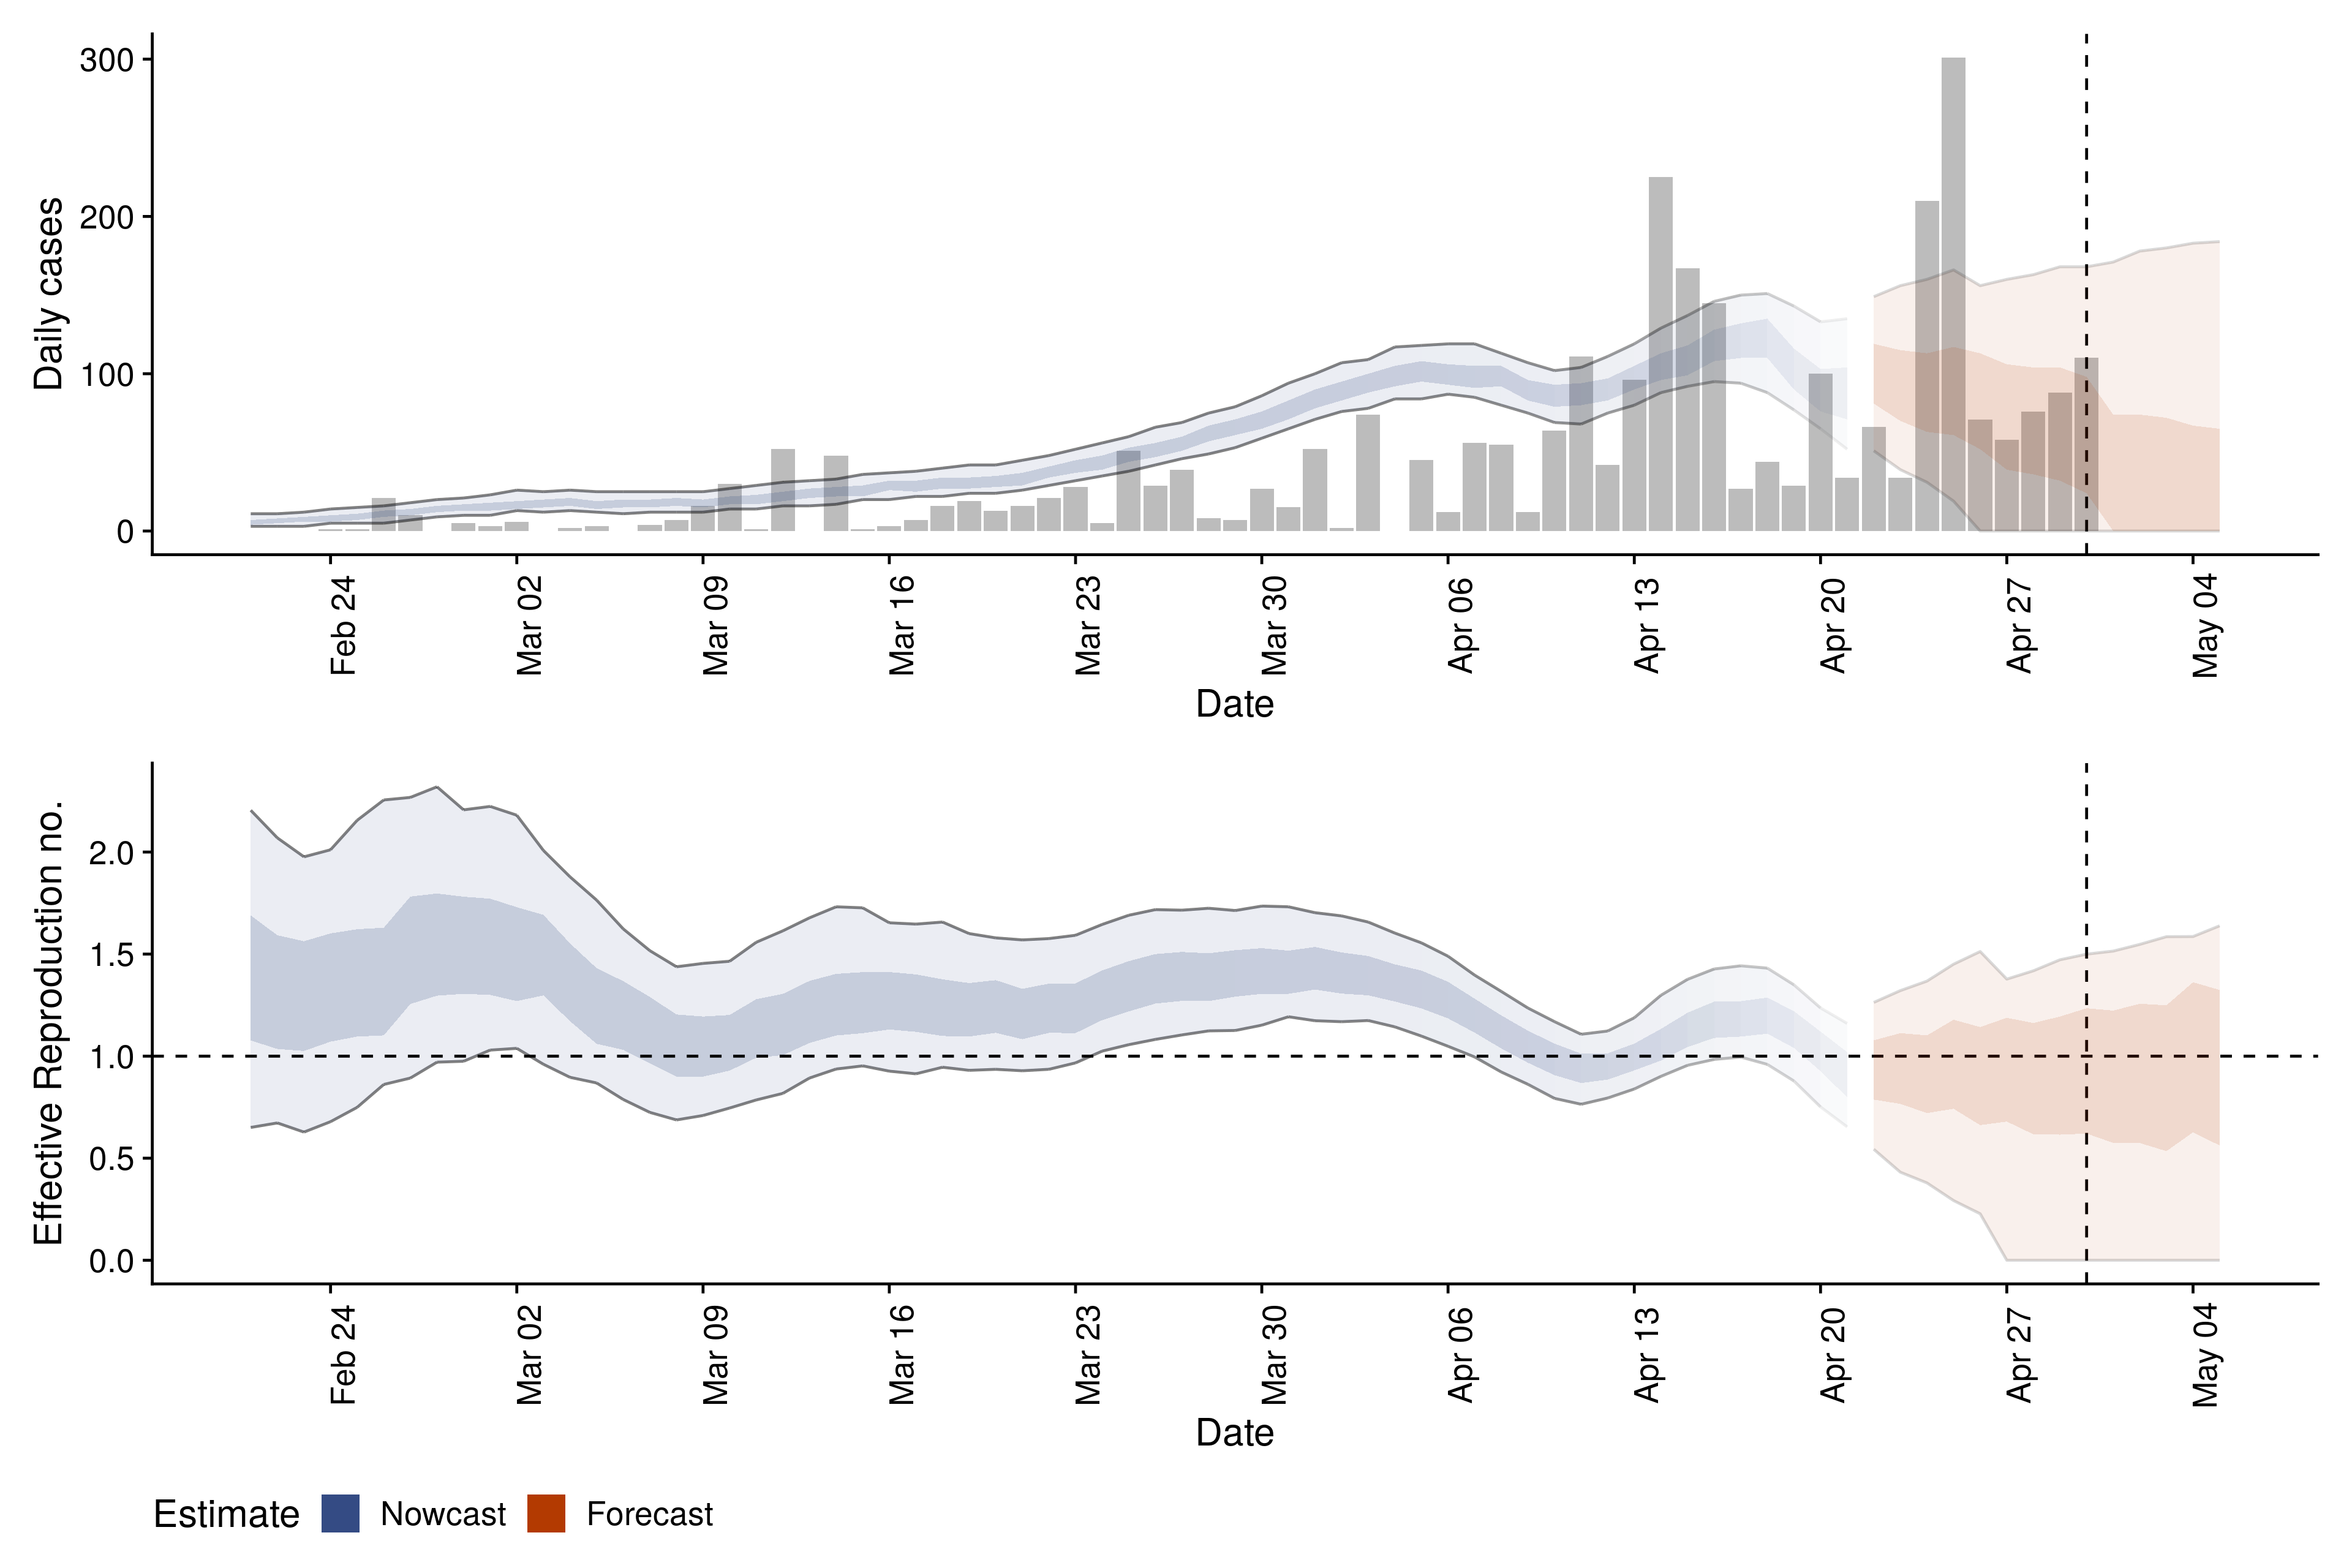 Daily cases
300
200
100
0
Feb 24
Mar 02
Mar 09
Mar 16
Mar 23
Mar 30
Apr 06
Apr 13
Apr 20
Apr 27
May 04
Date
Effective Reproduction no.
2.0
1.5
1.0
0.5
0.0
Feb 24
Mar 02
Mar 09
Mar 16
Mar 23
Mar 30
Apr 06
Apr 13
Apr 20
Apr 27
May 04
Date
Estimate Nowcast Forecast